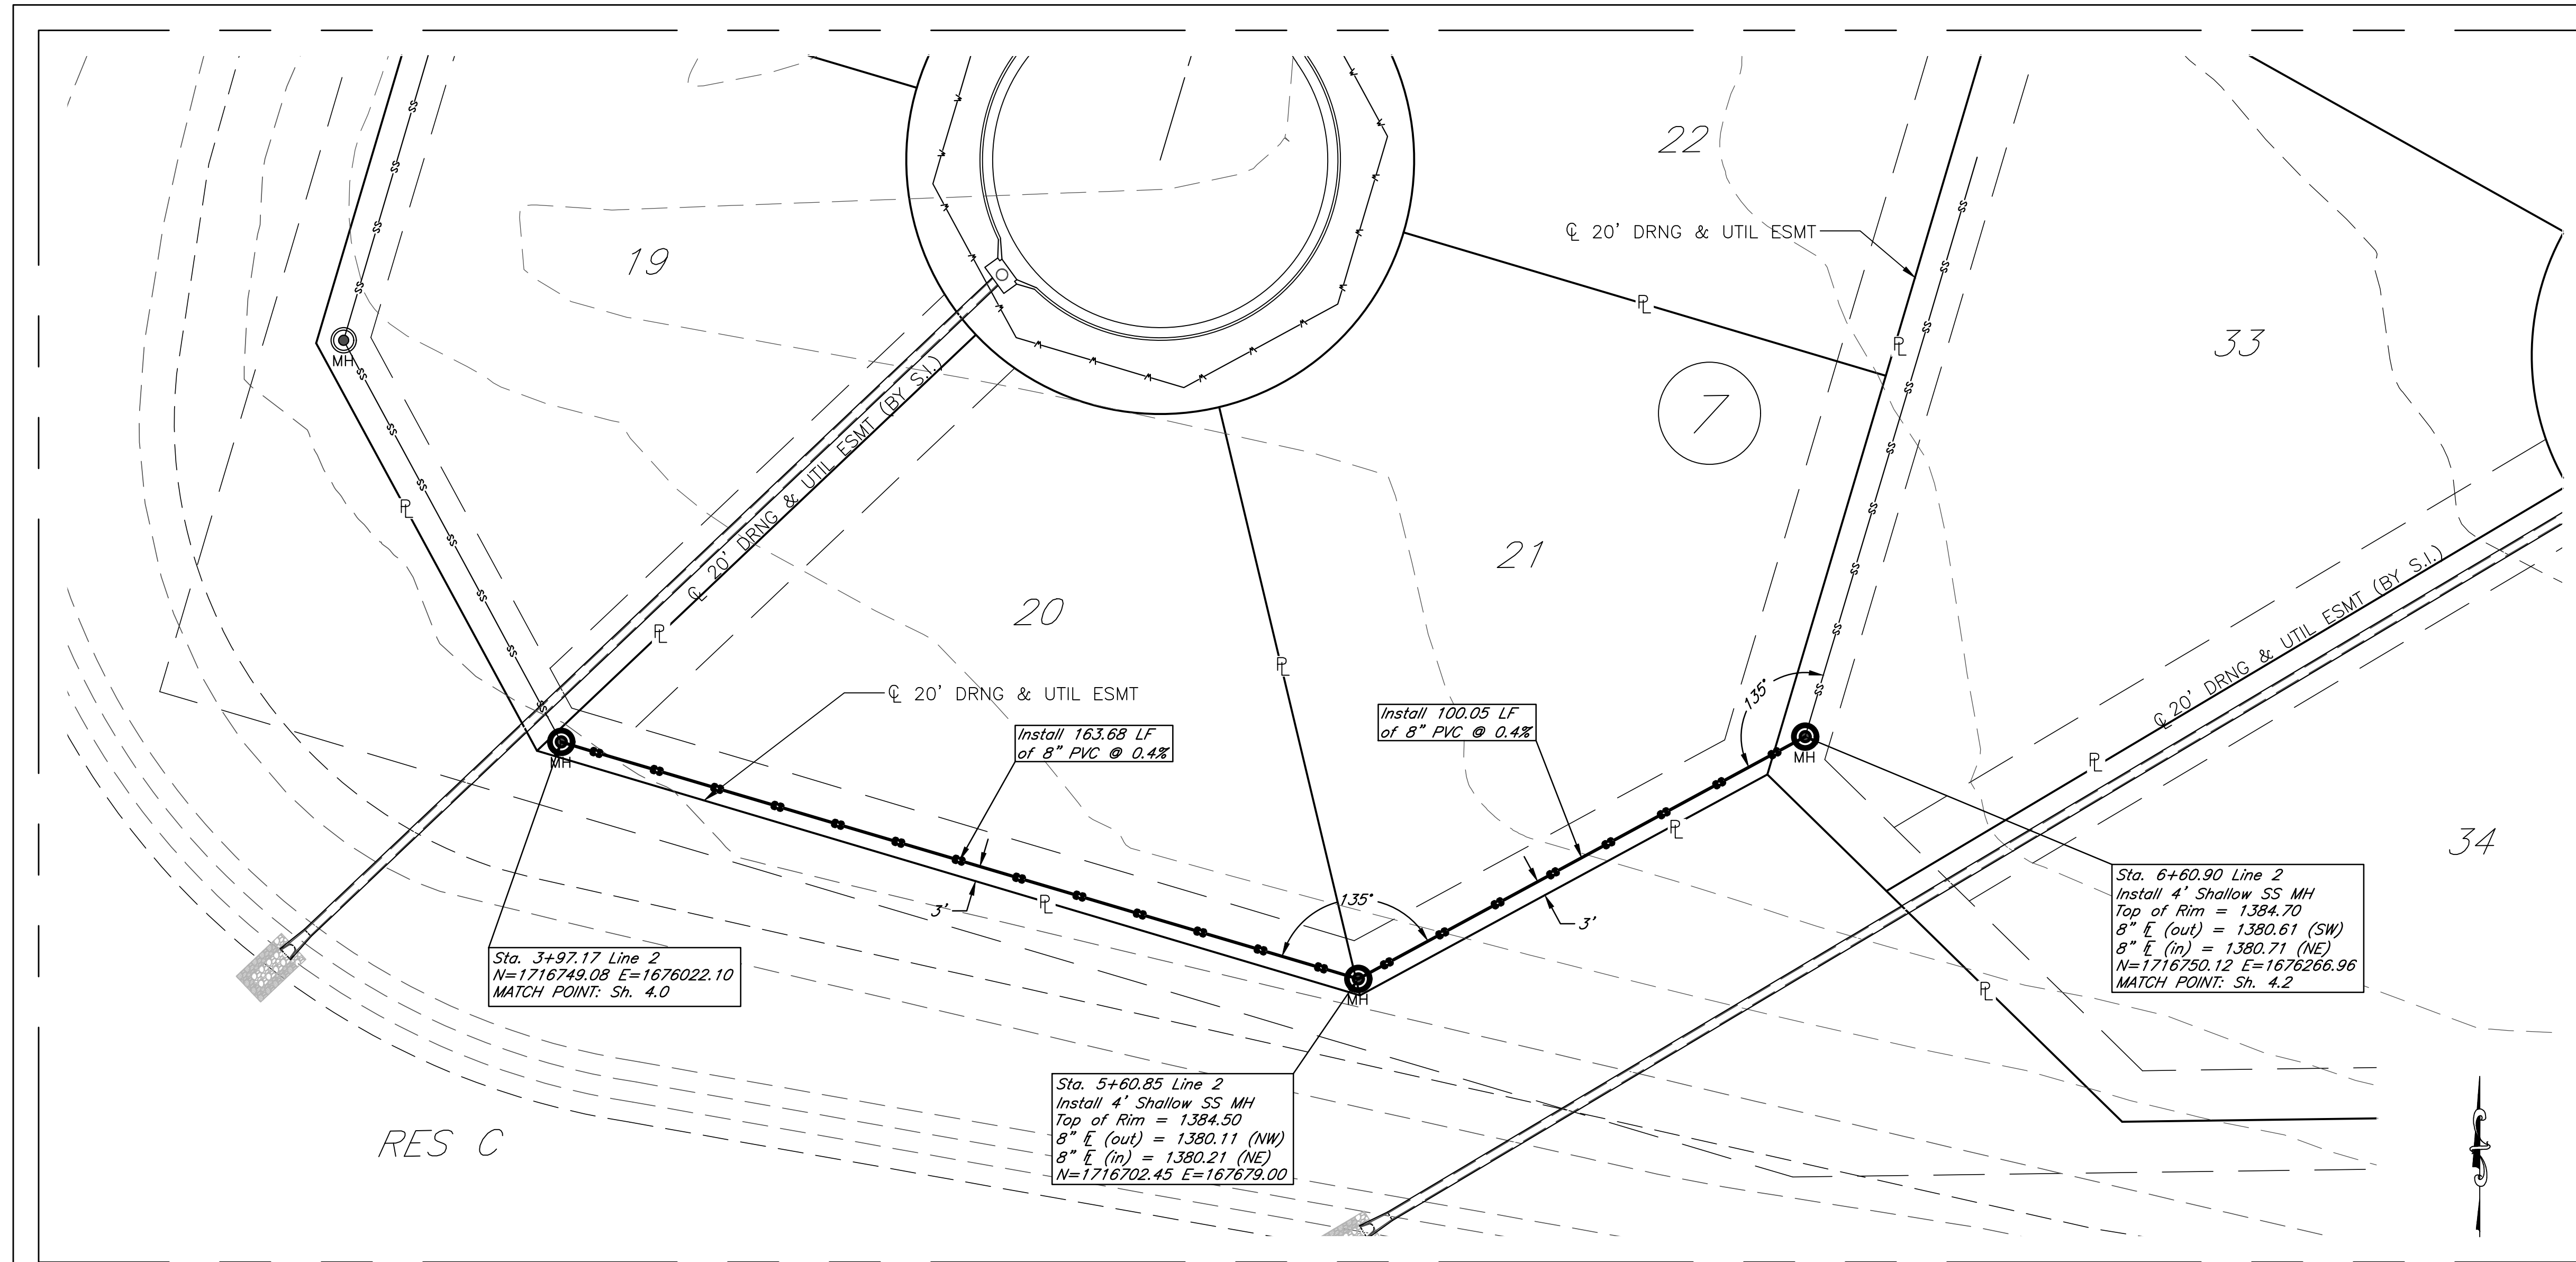 22
℄ 20' DRNG & UTIL ESMT
19
SS
MH
℄ 20' DRNG & UTIL ESMT (BY S.I.)
PL
33
7
21
20
℄ 20' DRNG & UTIL ESMT
Install 163.68 LF
of 8" PVC @ 0.4%
Install 100.05 LF
of 8" PVC @ 0.4%
135°
MH
MH
℄ 20' DRNG & UTIL ESMT (BY S.I.)
34
3'
135°
3'
Sta. 3+97.17 Line 2
N=1716749.08 E=1676022.10
MATCH POINT: Sh. 4.0
Sta. 6+60.90 Line 2
Install 4' Shallow SS MH
Top of Rim = 1384.70
8" FL (out) = 1380.61 (SW)
8" FL (in) = 1380.71 (NE)
N=1716750.12 E=1676266.96
MATCH POINT: Sh. 4.2
MH
Sta. 5+60.85 Line 2
Install 4' Shallow SS MH
Top of Rim = 1384.50
8" FL (out) = 1380.11 (NW)
8" FL (in) = 1380.21 (NE)
N=1716702.45 E=167679.00
RES C